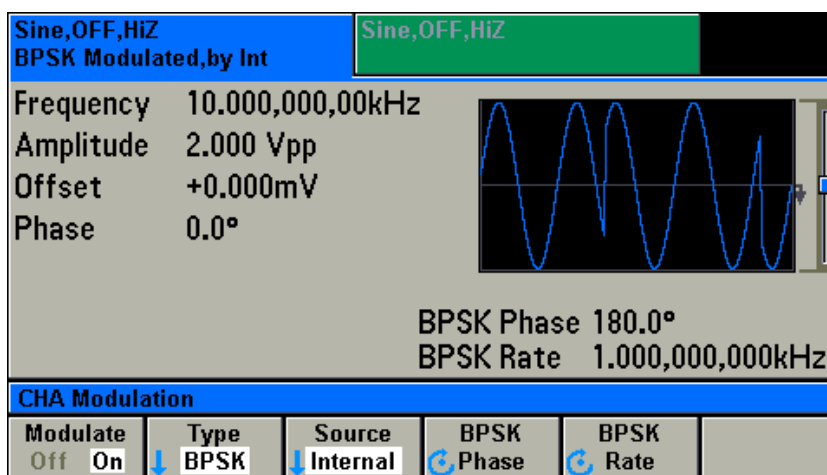 Sine,OFF,HiZ
BPSK Modulated,by Int
Sine,OFF,HiZ
Frequency 10.000,000,00kHz
Amplitude 2.000 Vpp
Offset +0.000mV
Phase 0.0°
BPSK Phase 180.0°
BPSK Rate 1.000,000,000kHz
CHA Modulation
Modulate
Off On
Type
BPSK
Source
Internal
BPSK
Phase
BPSK
Rate